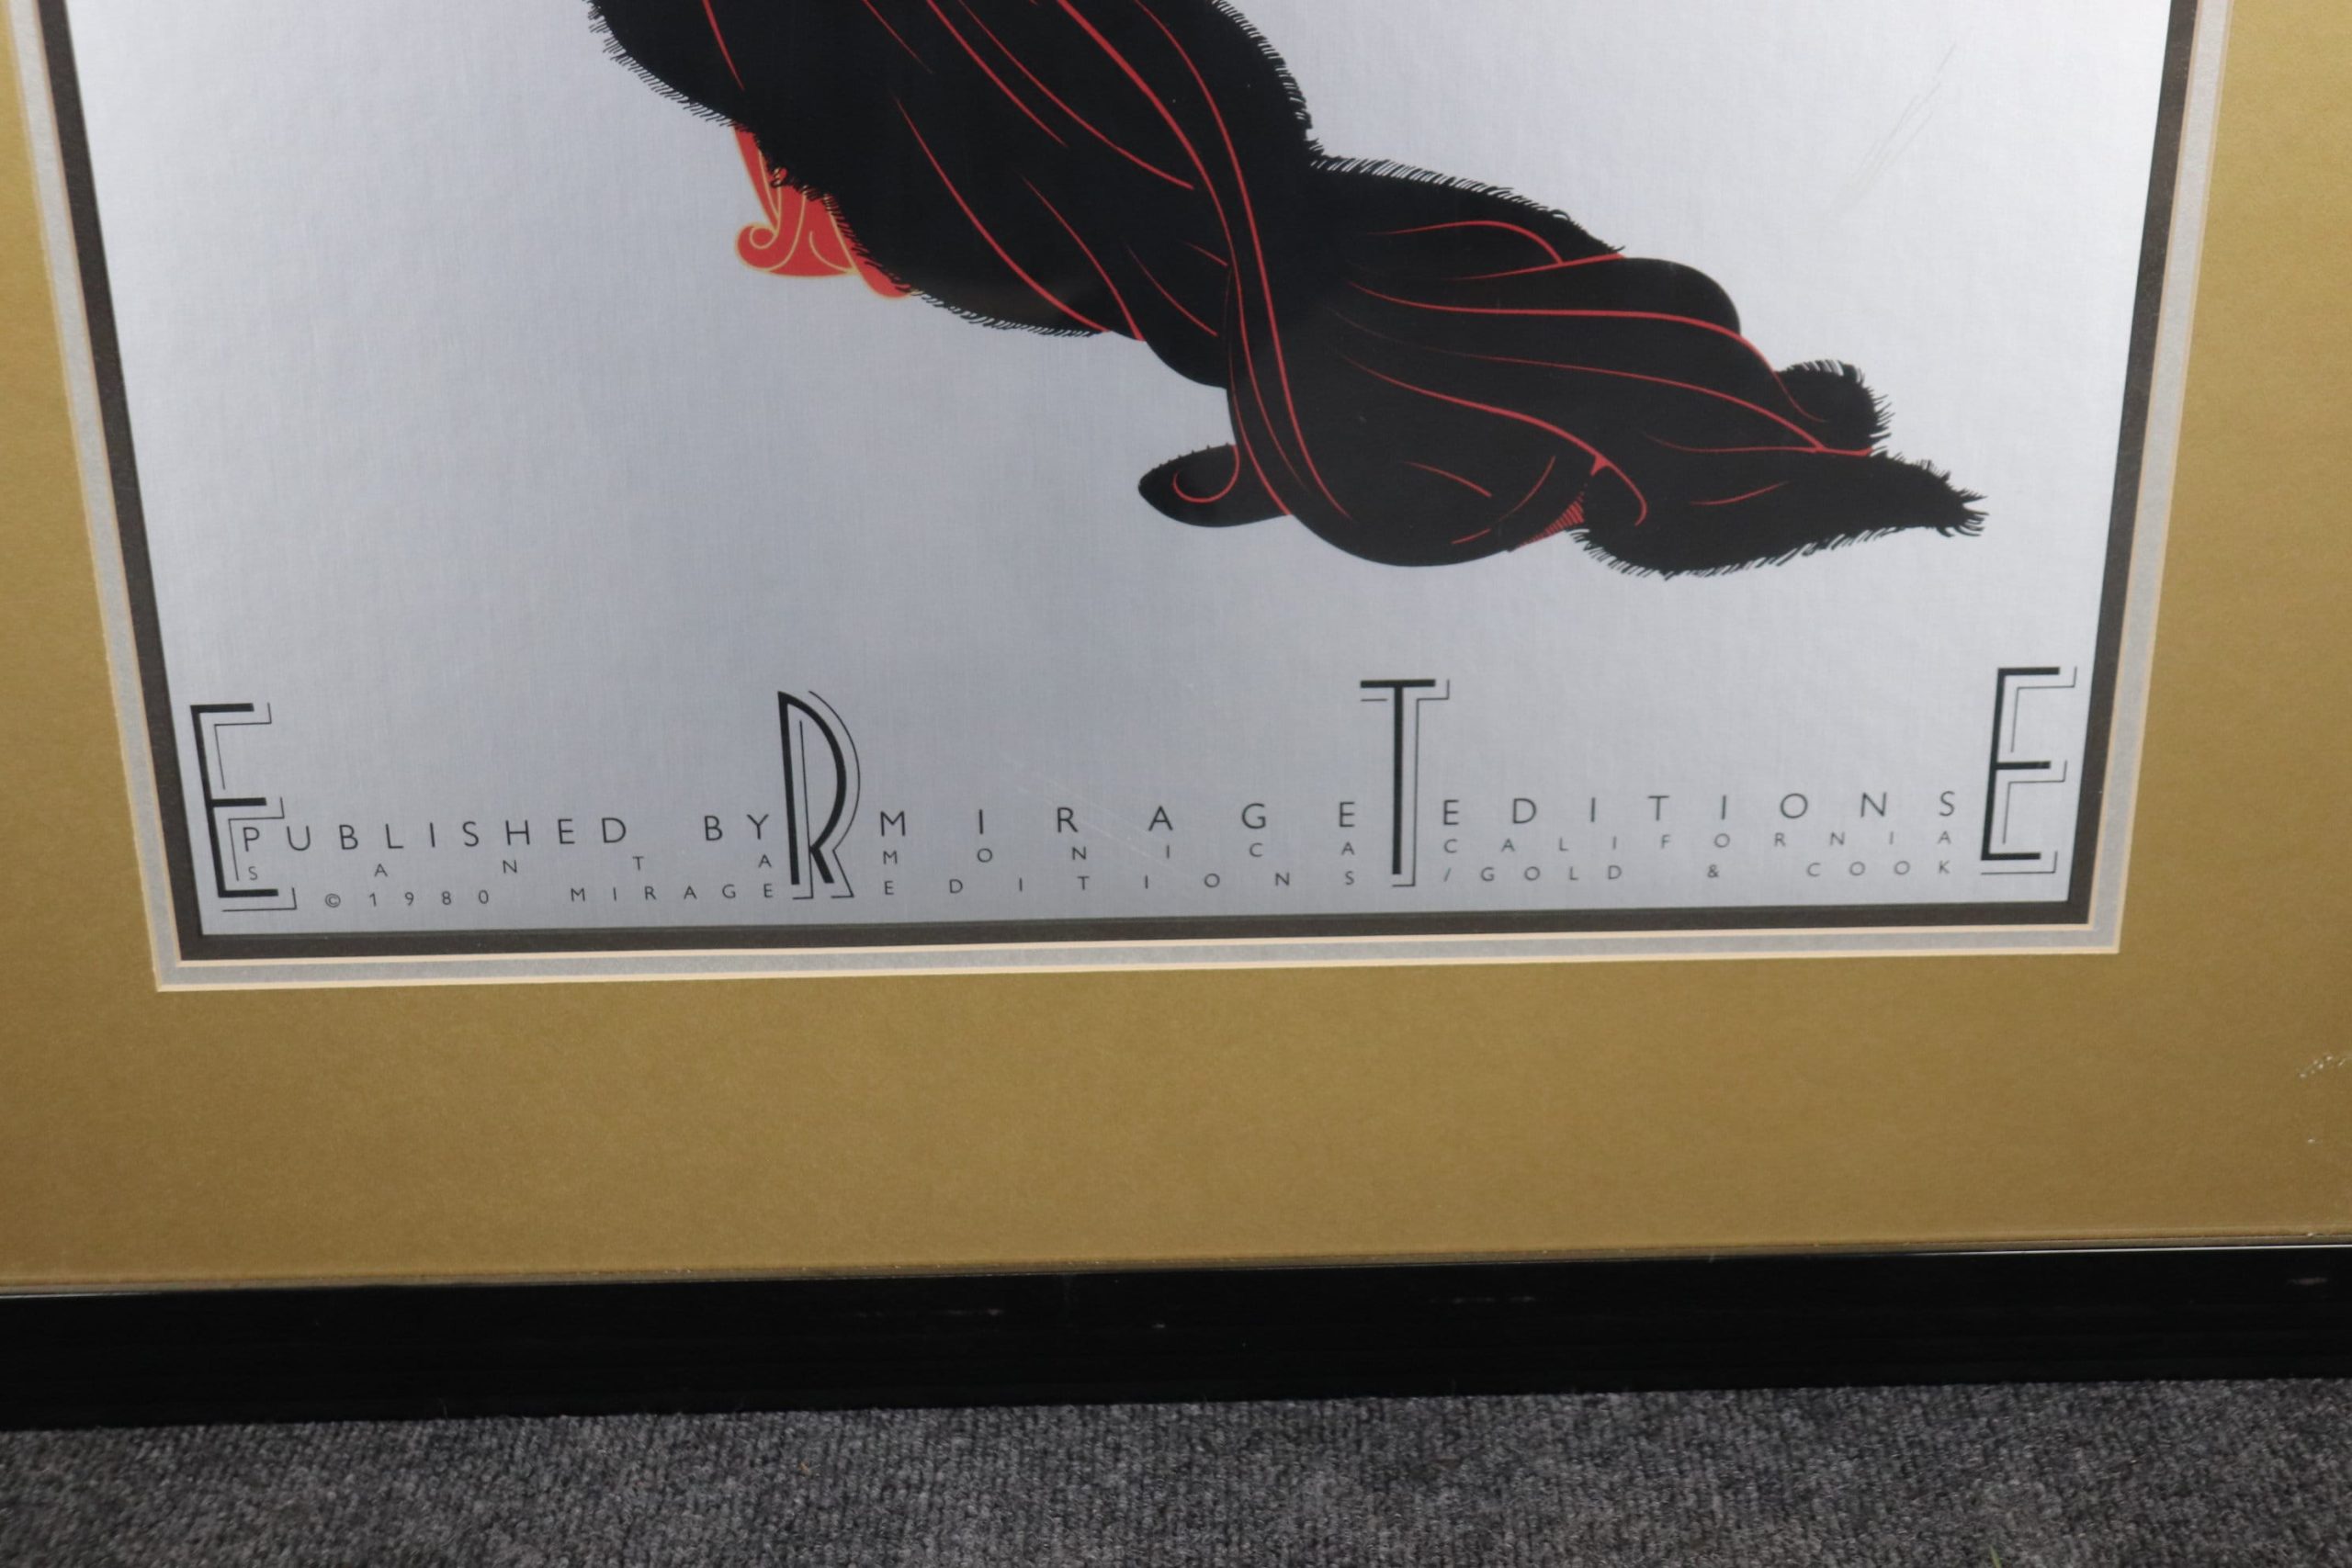 ERTE
PUBLISHED BY MIRAGE EDITIONS
SANTA MONICA CALIFORNIA
©1980 MIRAGE EDITIONS/GOLD & COOK